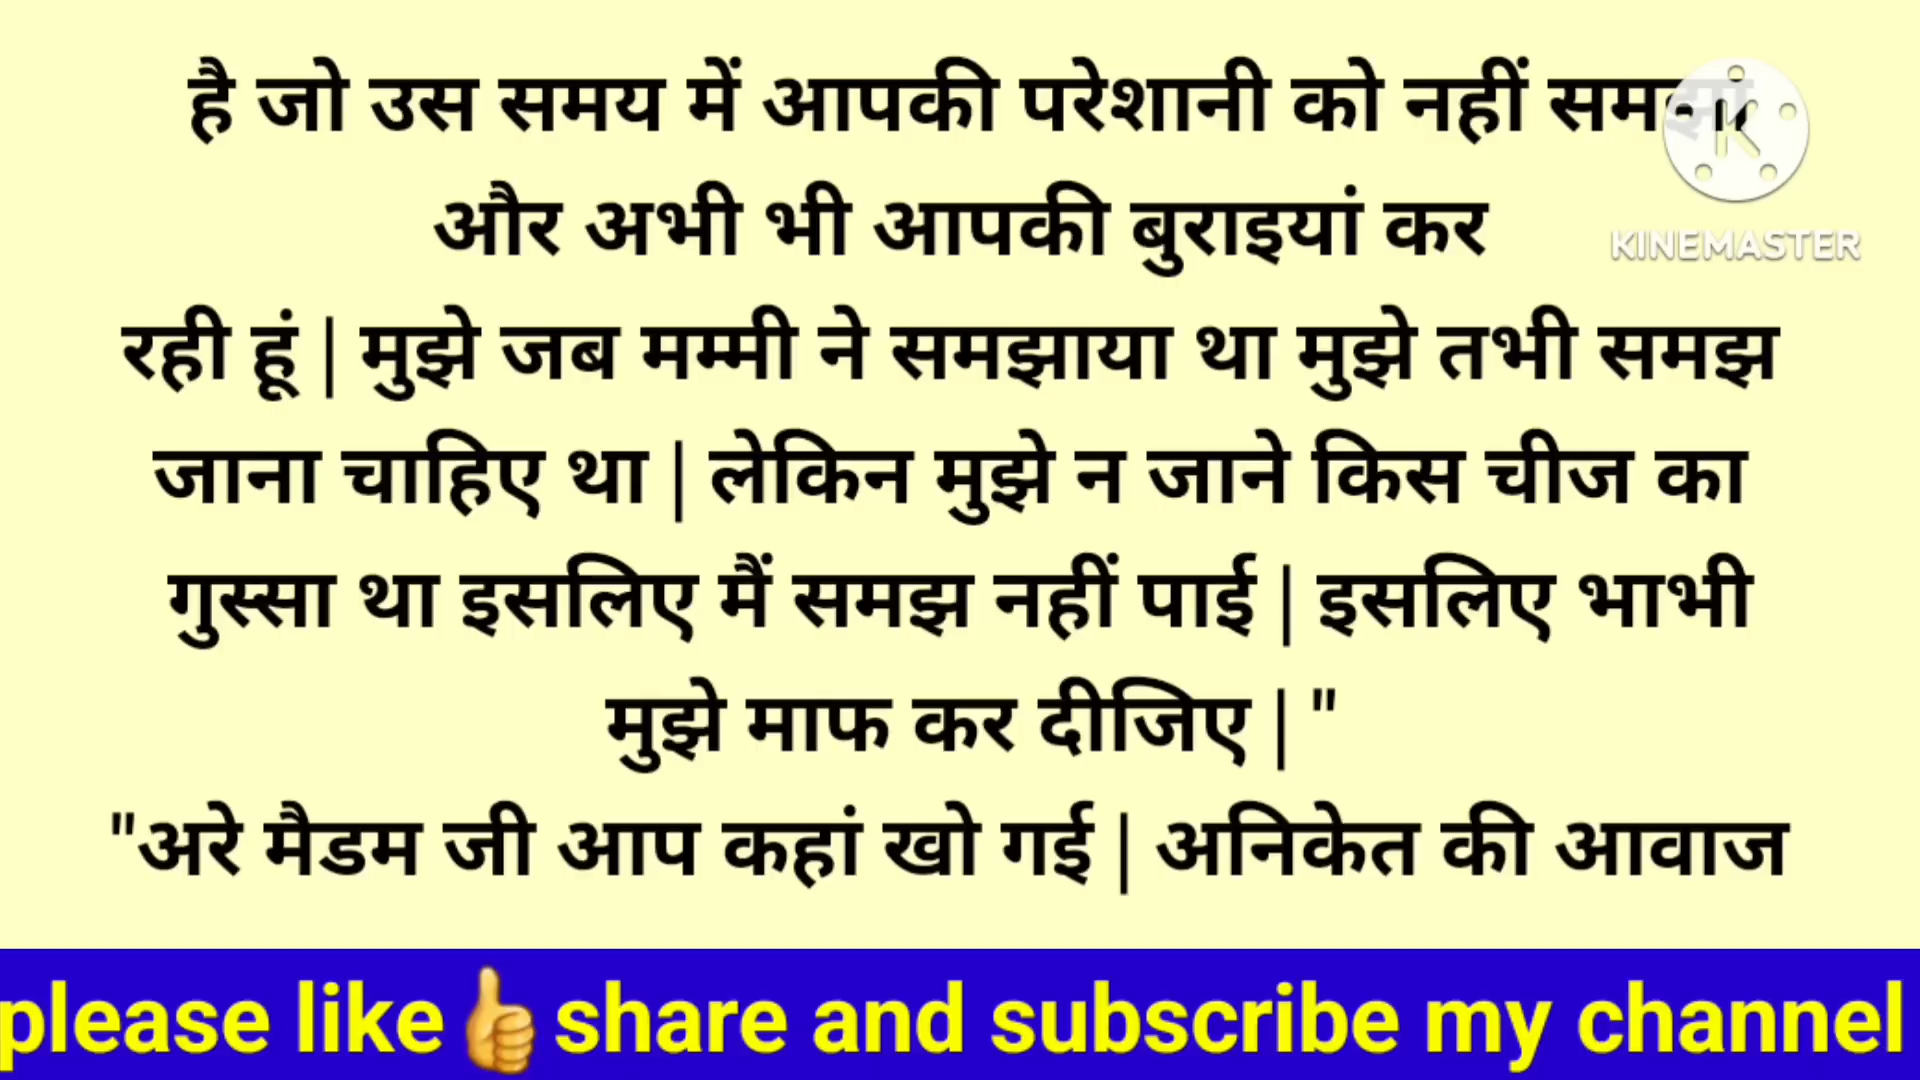 है जो उस समय में आपकी परेशानी को नहीं
और अभी भी आपकी बुराइयां कर
रही हूं | मुझे जब मम्मी ने समझाया था मुझे तभी समझ
जाना चाहिए था | लेकिन मुझे न जाने किस चीज का
गुस्सा था इसलिए मैं समझ नहीं पाई | इसलिए भाभी
मुझे माफ कर दीजिए | "
"अरे मैडम जी आप कहां खो गई | अनिकेत की आवाज
K
KINEMASTER
please like👍share and subscribe my channel